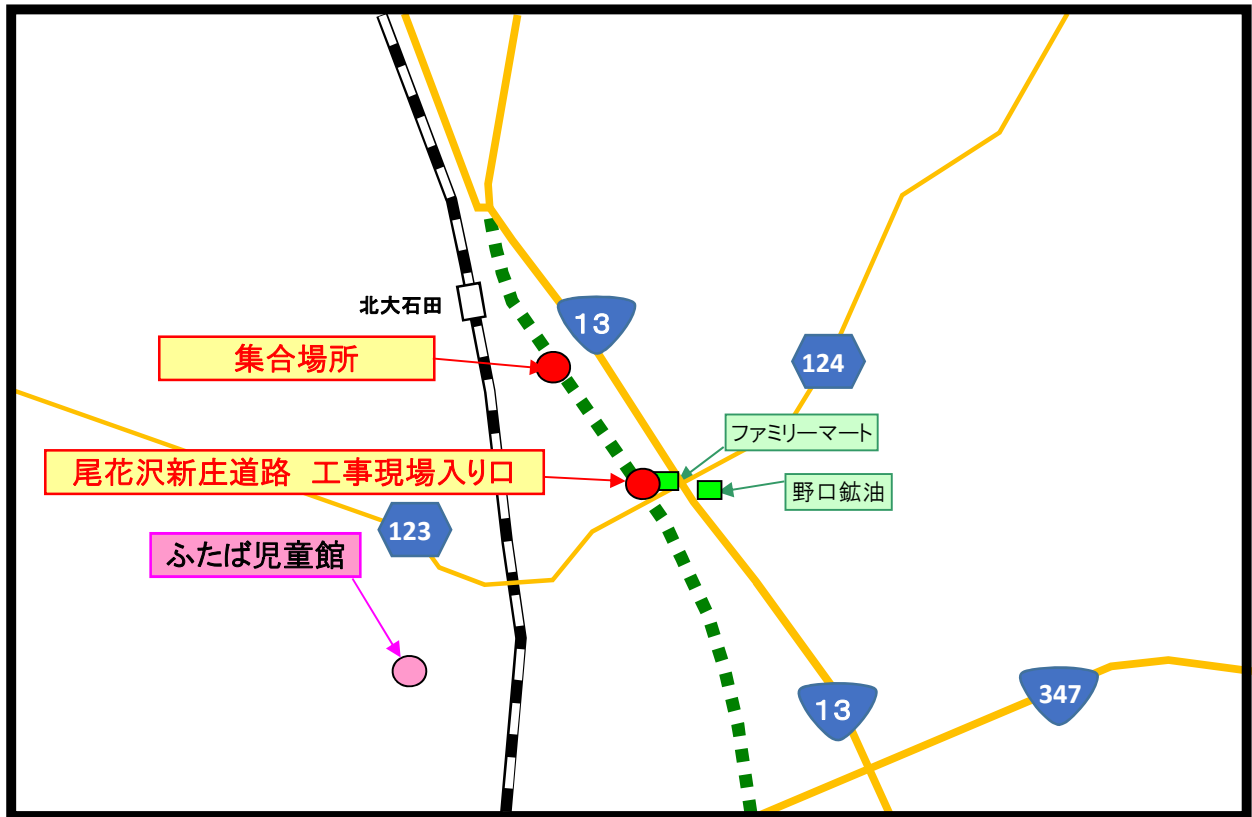 北大石田
13
集合場所
124
ファミリーマート
尾花沢新庄道路　工事現場入り口
野口鉱油
123
ふたば児童館
347
13